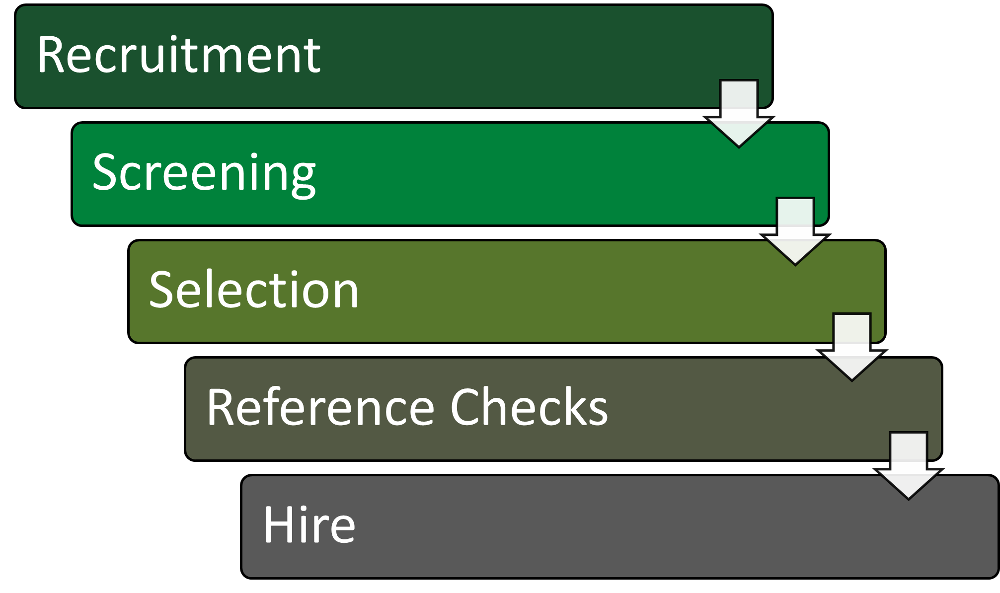 Recruitment
Screening
Selection
Reference Checks
Hire